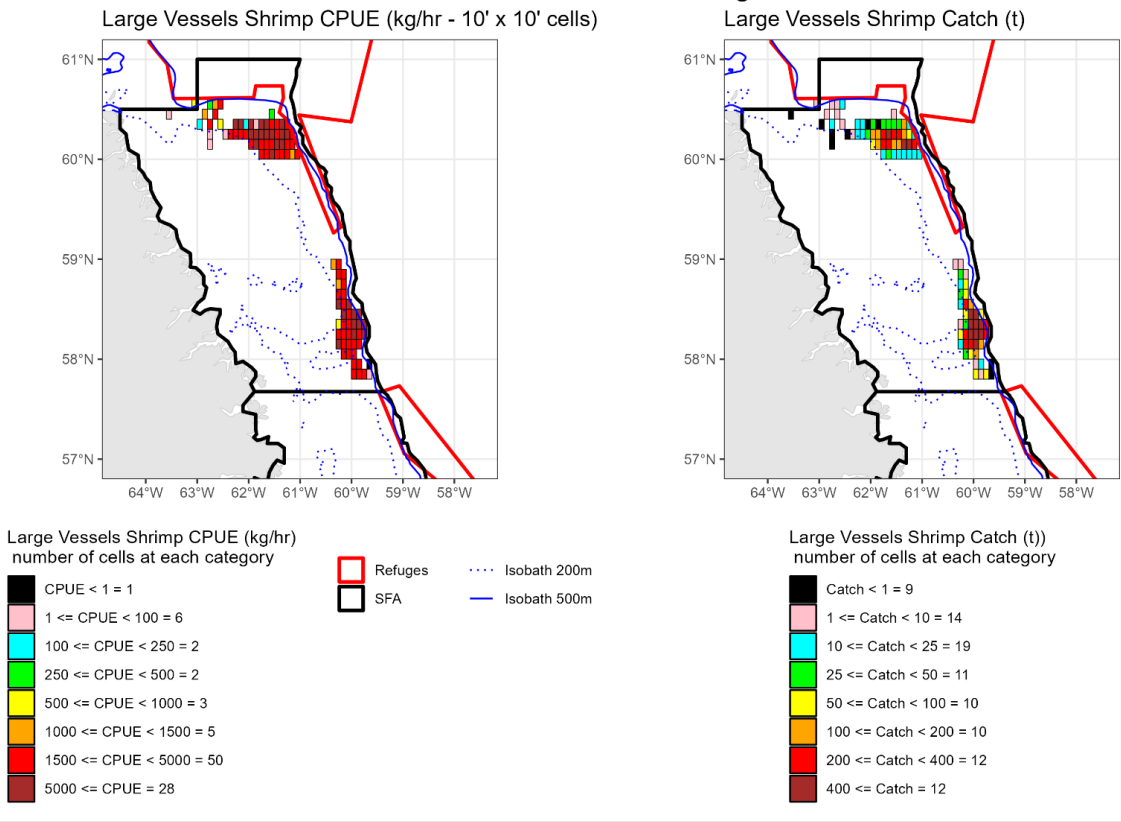 Large Vessels Shrimp CPUE (kg/hr - 10' x 10' cells)
61°N
60°N
59°N
58°N
57°N
64°W 63°W 62°W 61°W 60°W 59°W 58°W
Large Vessels Shrimp Catch (t)
61°N
60°N
59°N
58°N
57°N
64°W 63°W 62°W 61°W 60°W 59°W 58°W
Large Vessels Shrimp CPUE (kg/hr)
number of cells at each category
CPUE < 1 = 1
1 <= CPUE < 100 = 6
100 <= CPUE < 250 = 2
250 <= CPUE < 500 = 2
500 <= CPUE < 1000 = 3
1000 <= CPUE < 1500 = 5
1500 <= CPUE < 5000 = 50
5000 <= CPUE = 28
Refuges
SFA
Isobath 200m
Isobath 500m
Large Vessels Shrimp Catch (t))
number of cells at each category
Catch < 1 = 9
1 <= Catch < 10 = 14
10 <= Catch < 25 = 19
25 <= Catch < 50 = 11
50 <= Catch < 100 = 10
100 <= Catch < 200 = 10
200 <= Catch < 400 = 12
400 <= Catch = 12